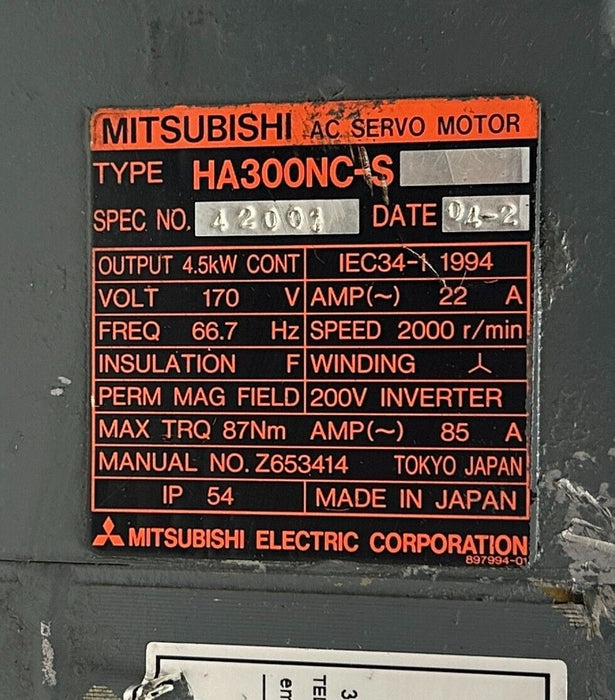 MITSUBISHI AC SERVO MOTOR
TYPE HA300NC-S
SPEC NO. 42001 DATE 04-2
OUTPUT 4.5kW CONT IEC34-1 1994
VOLT 170 V AMP(~) 22 A
FREQ 66.7 Hz SPEED 2000 r/min
INSULATION F WINDING
PERM MAG FIELD 200V INVERTER
MAX TRQ 87Nm AMP(~) 85 A
MANUAL NO. Z653414 TOKYO JAPAN
IP 54 MADE IN JAPAN
MITSUBISHI ELECTRIC CORPORATION
897994-01